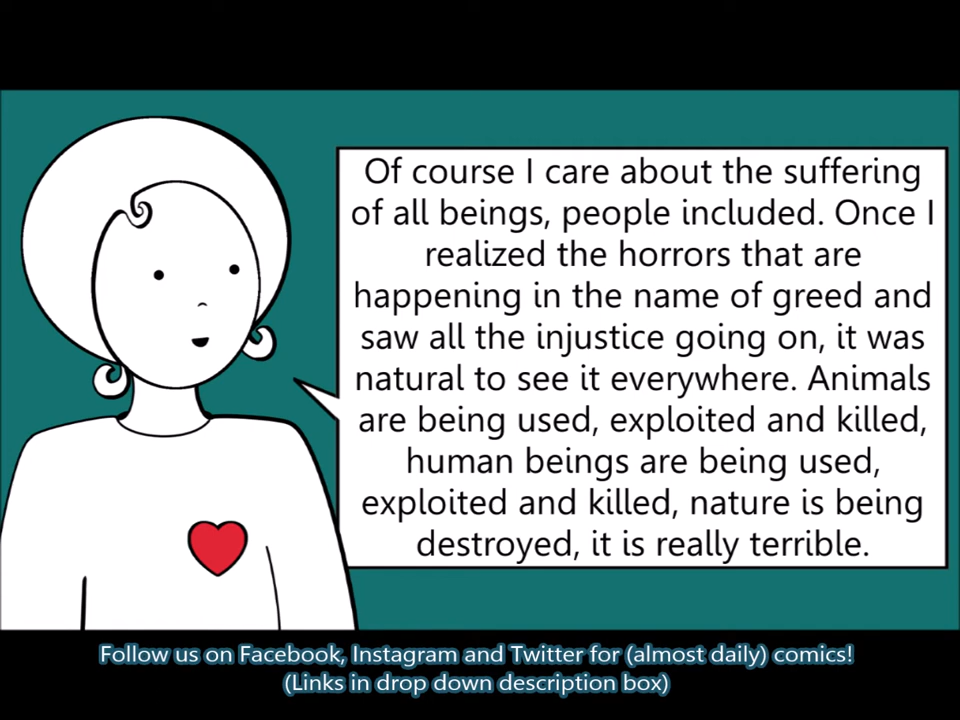 Of course I care about the suffering
of all beings, people included. Once I
realized the horrors that are
happening in the name of greed and
saw all the injustice going on, it was
natural to see it everywhere. Animals
are being used, exploited and killed,
human beings are being used,
exploited and killed, nature is being
destroyed, it is really terrible.
Follow us on Facebook, Instagram and Twitter for (almost daily) comics!
(Links in drop down description box)